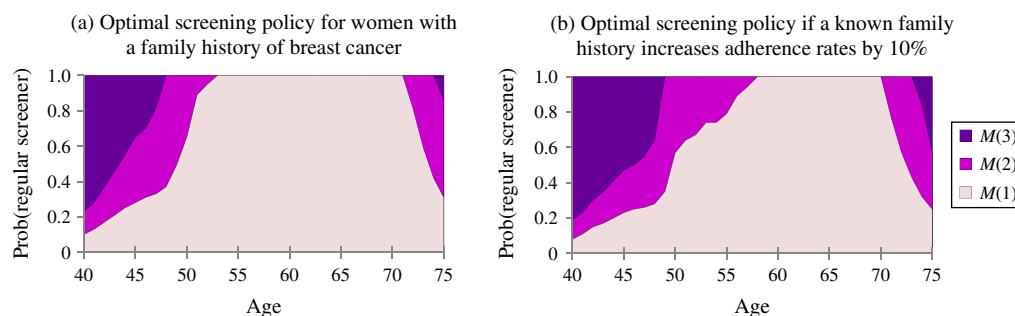 (a) Optimal screening policy for women with
a family history of breast cancer
1.0
0.8
0.6
0.4
0.2
0
Prob(regular screener)
40 45 50 55 60 65 70 75
Age
(b) Optimal screening policy if a known family
history increases adherence rates by 10%
1.0
0.8
0.6
0.4
0.2
0
Prob(regular screener)
40 45 50 55 60 65 70 75
Age
M(3)
M(2)
M(1)